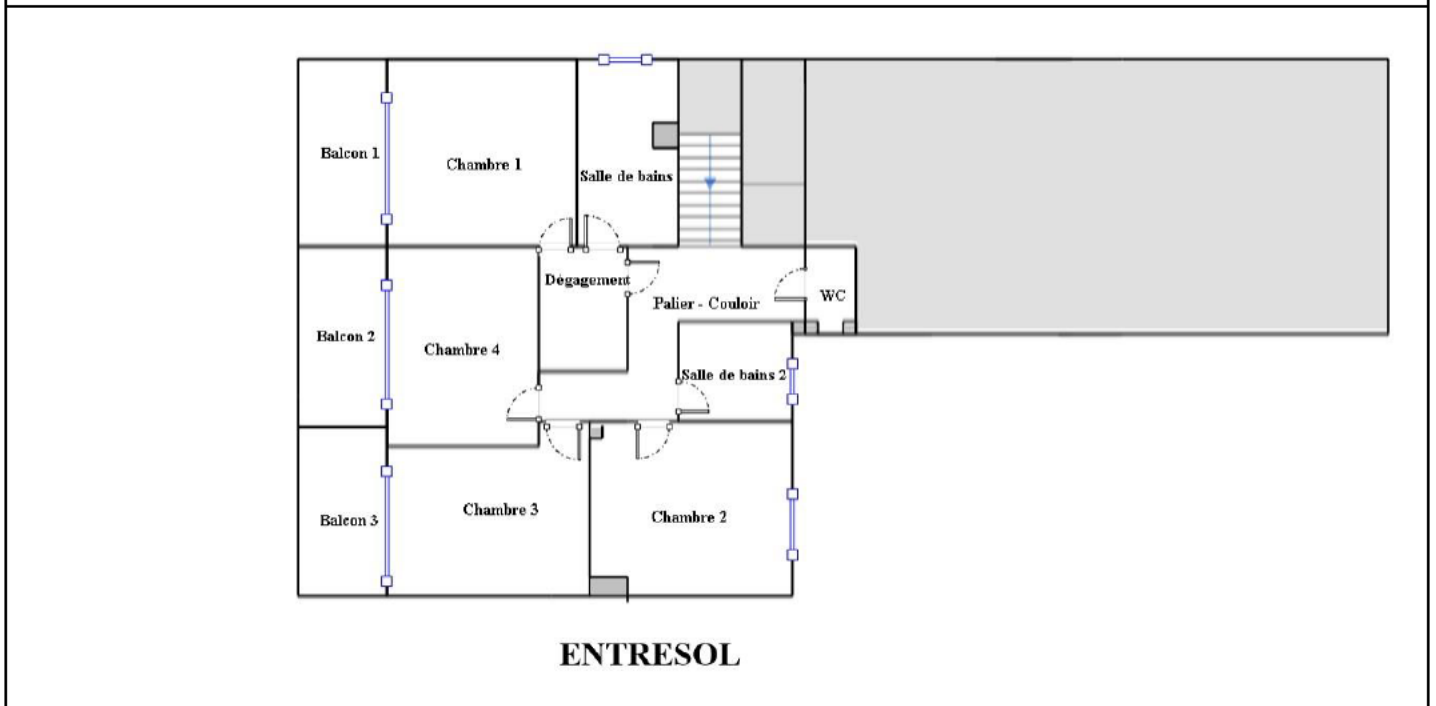 Balcon 1
Chambre 1
Salle de bains
Dégagement
Palier - Couloir
WC
Balcon 2
Chambre 4
Salle de bains 2
Balcon 3
Chambre 3
Chambre 2
ENTRESOL